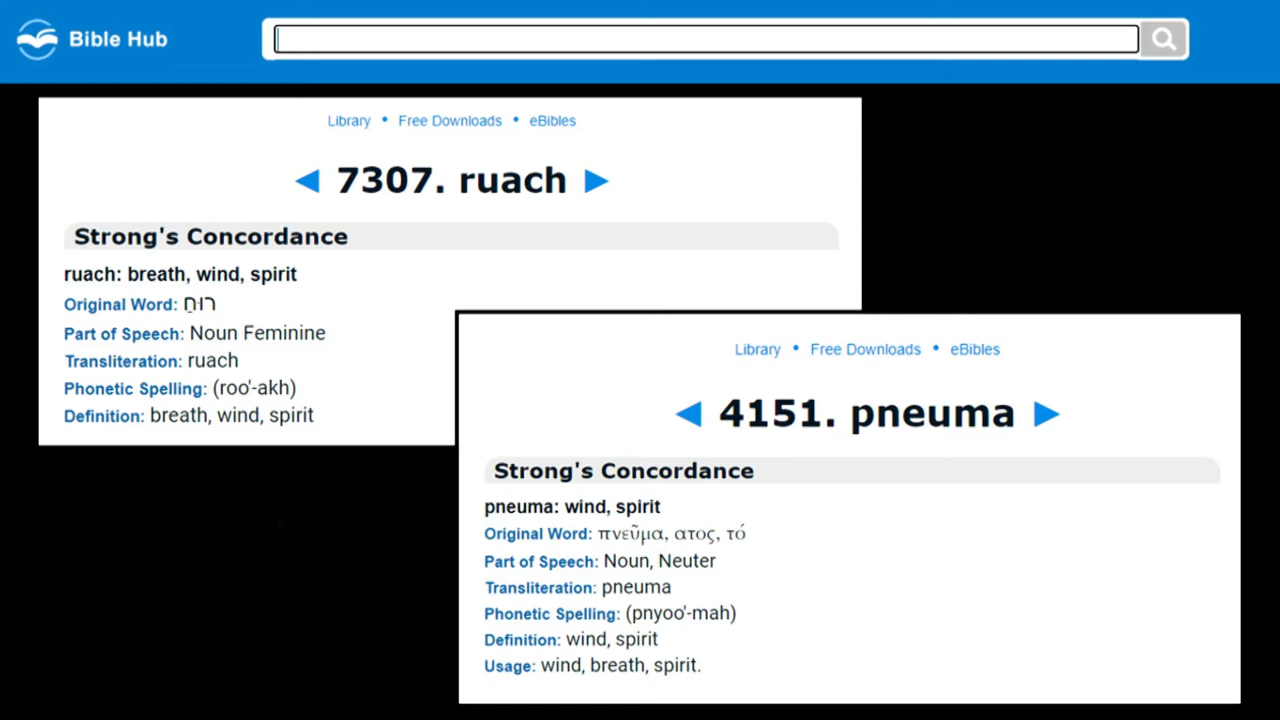 Bible Hub
Library • Free Downloads • eBibles
7307. ruach
Strong's Concordance
ruach: breath, wind, spirit
Original Word: רוּחַ
Part of Speech: Noun Feminine
Transliteration: ruach
Phonetic Spelling: (roo'-akh)
Definition: breath, wind, spirit
Library • Free Downloads • eBibles
4151. pneuma
Strong's Concordance
pneuma: wind, spirit
Original Word: πνεῦμα, ατος, τό
Part of Speech: Noun, Neuter
Transliteration: pneuma
Phonetic Spelling: (pnyoo'-mah)
Definition: wind, spirit
Usage: wind, breath, spirit.